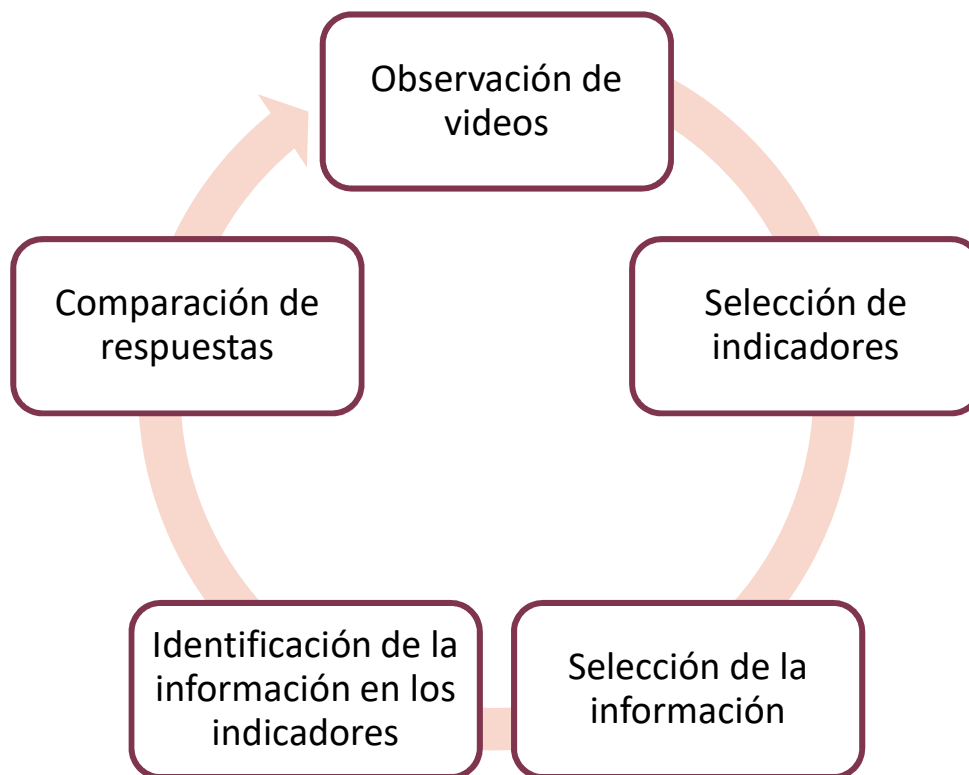 Observación de
videos
Selección de
indicadores
Selección de la
información
Identificación de la
información en los
indicadores
Comparación de
respuestas